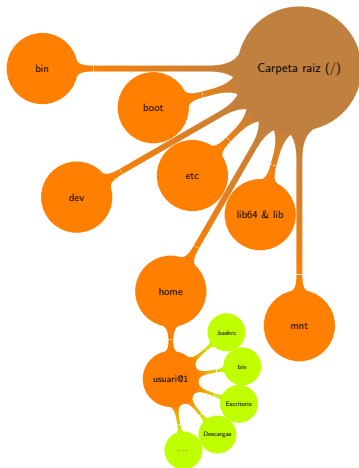 Carpeta raiz (/)
bin
boot
dev
etc
lib64 & lib
home
mnt
usuari@1
.bashrc
bin
Escritorio
Descargas
...